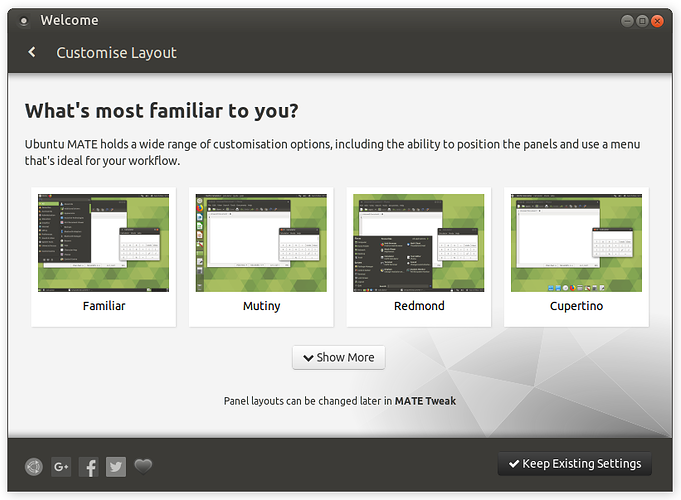 Welcome
Customise Layout
What's most familiar to you?
Ubuntu MATE holds a wide range of customisation options, including the ability to position the panels and use a menu
that's ideal for your workflow.
Familiar
Mutiny
Redmond
Cupertino
Show More
Panel layouts can be changed later in MATE Tweak
G+
f
Keep Existing Settings